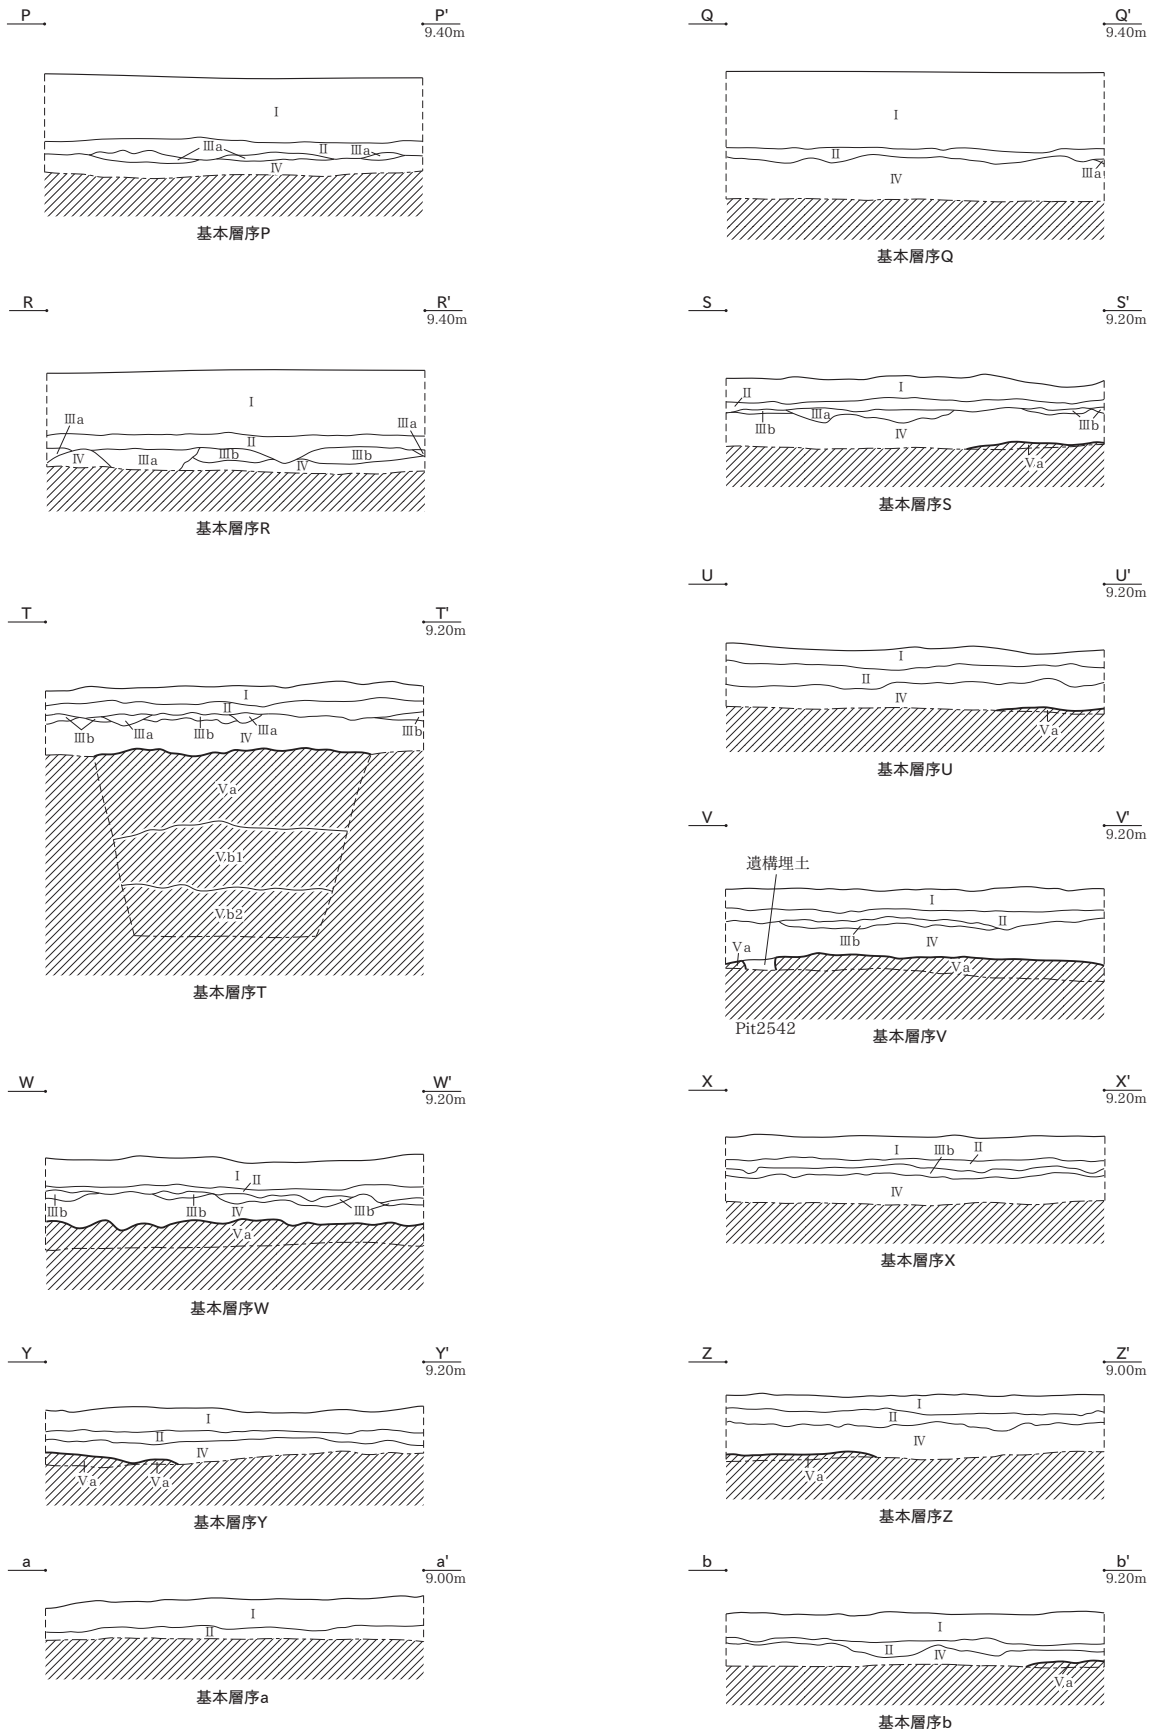 P P'
9.40m
I
Ⅲa Ⅱ Ⅲa
Ⅳ
基本層序P
Q Q'
9.40m
I
Ⅱ
Ⅲa
Ⅳ
基本層序Q
R R'
9.40m
I
Ⅲa Ⅲa
Ⅱ
Ⅳ Ⅲa Ⅲb Ⅳ Ⅲb
基本層序R
S S'
9.20m
I
Ⅱ
Ⅲa
Ⅲb Ⅳ Ⅲb
Va
基本層序S
T T'
9.20m
I
Ⅱ
Ⅲb Ⅲa Ⅲb Ⅳ Ⅲa Ⅲb
Va
Vb1
Vb2
基本層序T
U U'
9.20m
I
Ⅱ
Ⅳ
Va
基本層序U
V V'
9.20m
遺構埋土
I
Ⅱ
Va Ⅲb Ⅳ
Va
Pit2542
基本層序V
W W'
9.20m
I Ⅱ
Ⅲb Ⅲb Ⅳ Ⅲb
Va
基本層序W
X X'
9.20m
I Ⅲb Ⅱ
Ⅳ
基本層序X
Y Y'
9.20m
I
Ⅱ
Ⅳ
Va Va
基本層序Y
Z Z'
9.00m
I
Ⅱ
Ⅳ
Va
基本層序Z
a a'
9.00m
I
Ⅱ
基本層序a
b b'
9.20m
I
Ⅱ Ⅳ
Va
基本層序b